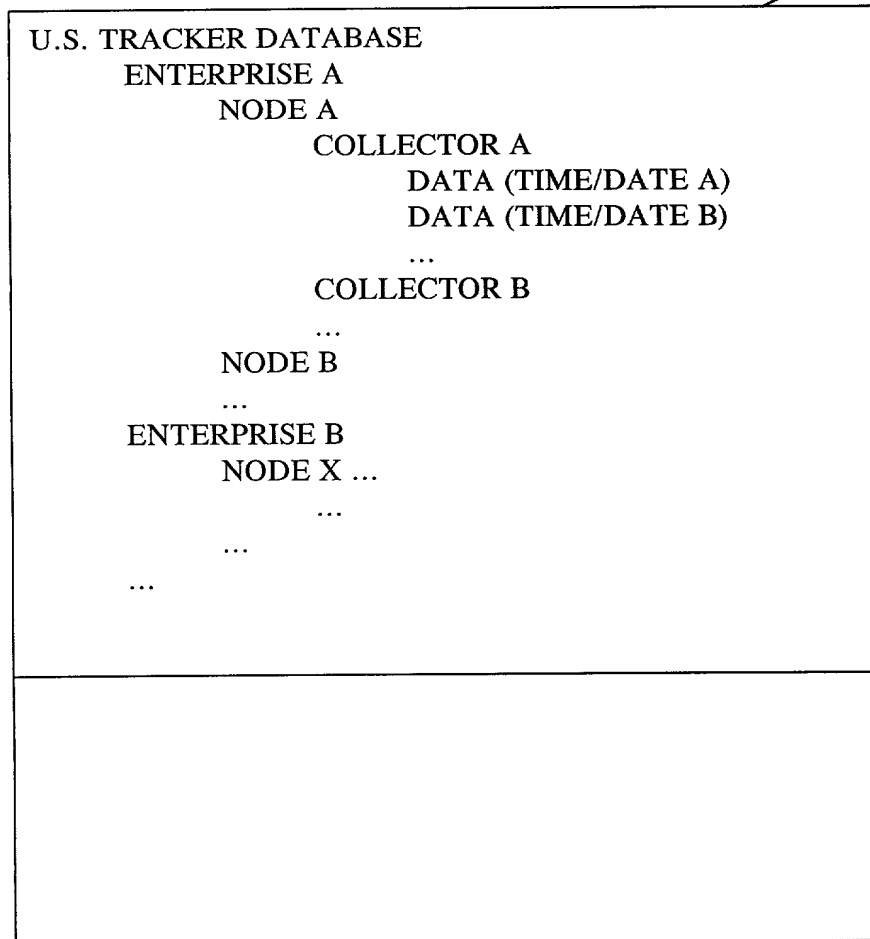 U.S. TRACKER DATABASE
ENTERPRISE A
NODE A
COLLECTOR A
DATA (TIME/DATE A)
DATA (TIME/DATE B)
...
COLLECTOR B
...
NODE B
...
ENTERPRISE B
NODE X ...
...
...
...